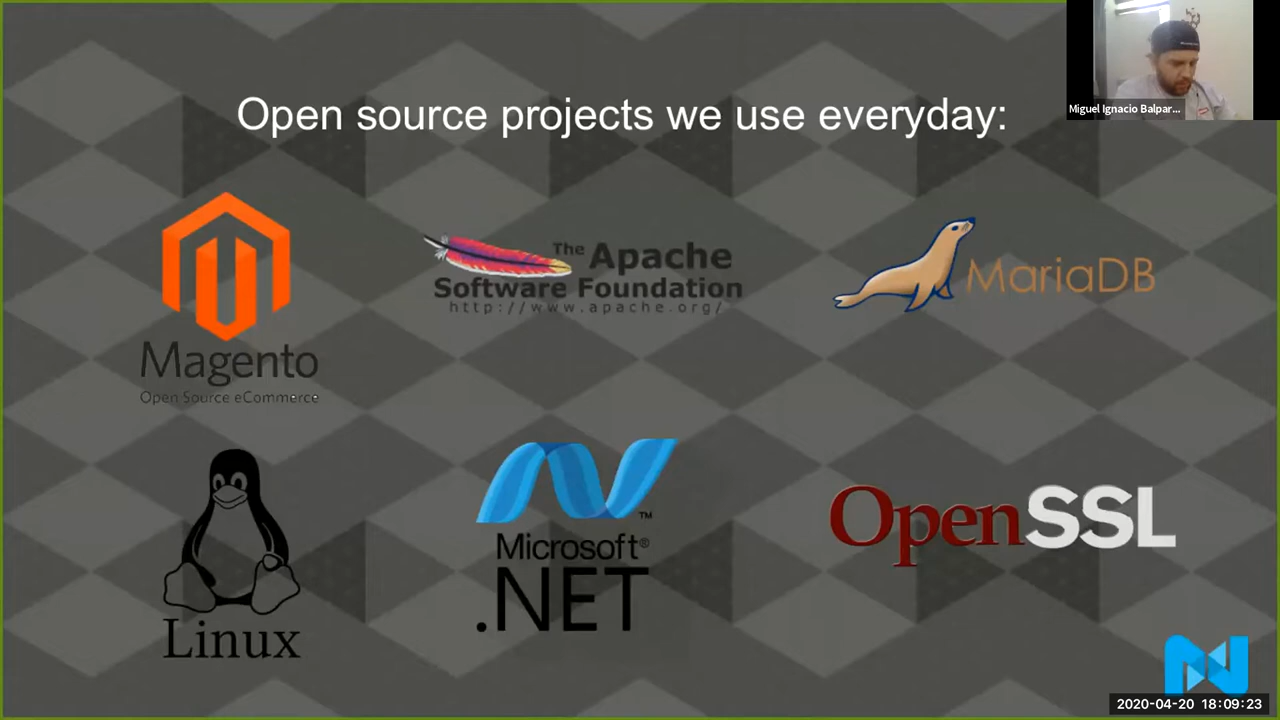 Open source projects we use everyday:
Miguel Ignacio Balpar...
Magento
Open Source eCommerce
The Apache
Software Foundation
http://www.apache.org/
MariaDB
Linux
Microsoft®
.NET
TM
OpenSSL
2020-04-20 18:09:23